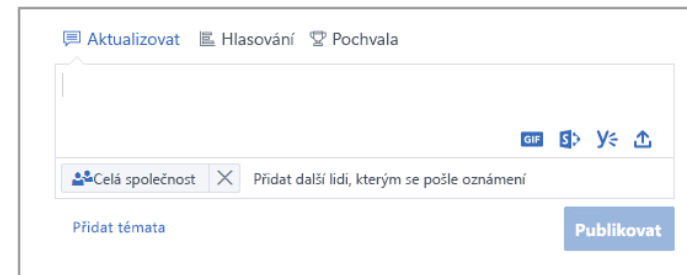 Aktualizovat Hlasování Pochvala
GIF
Celá společnost Přidat další lidi, kterým se pošle oznámení
Přidat témata Publikovat